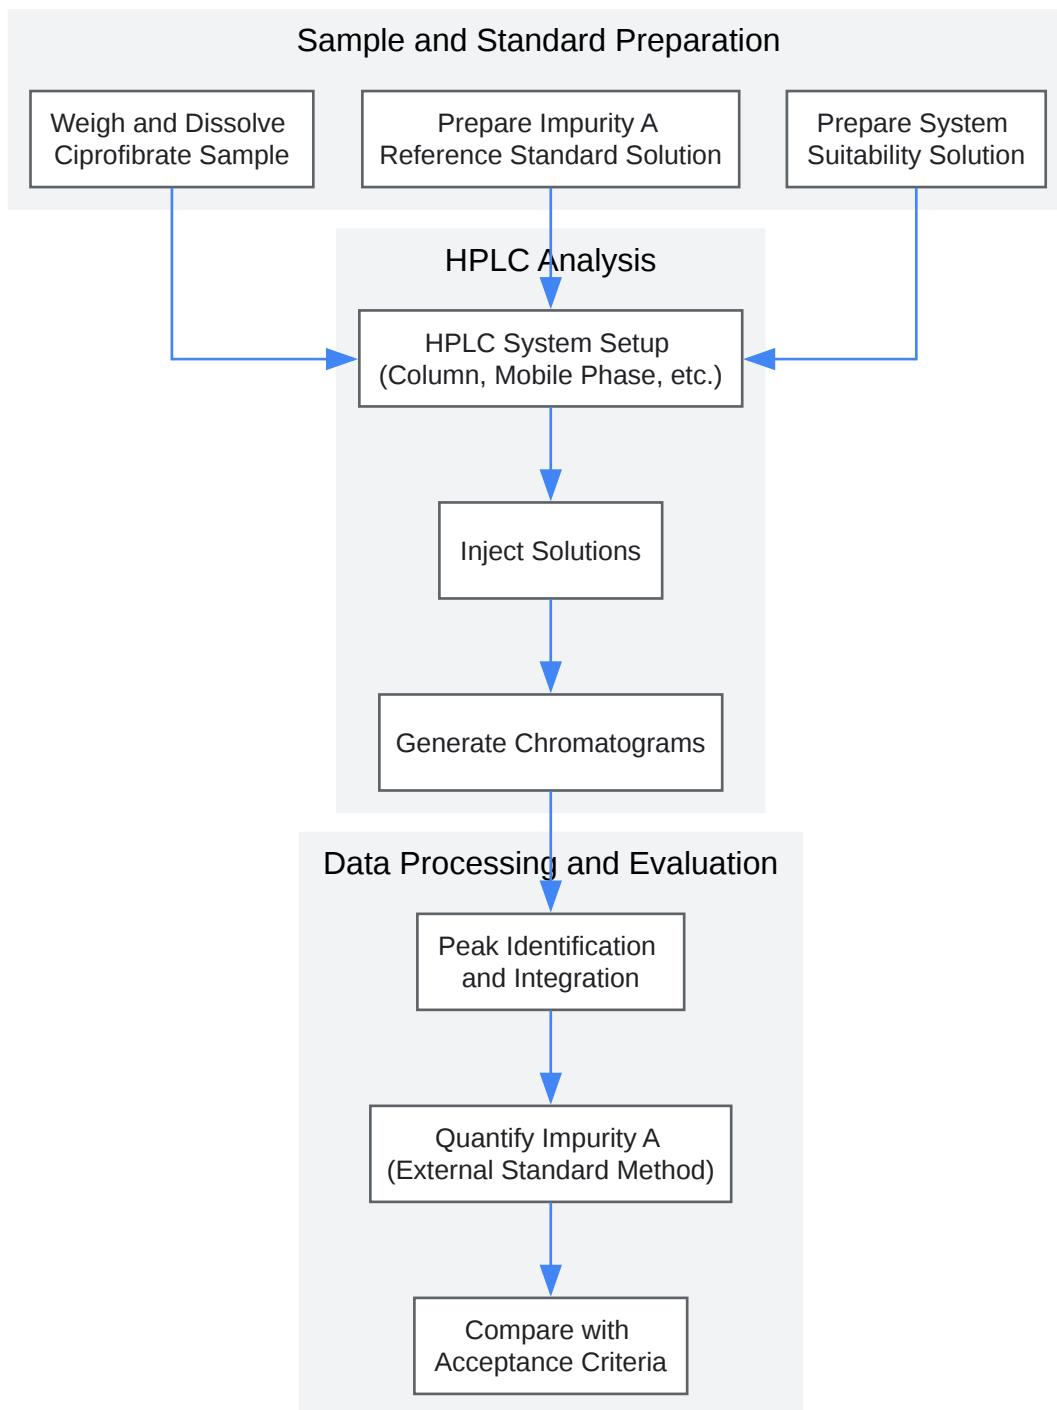 Sample and Standard Preparation
Weigh and Dissolve
Ciprofibrate Sample
Prepare Impurity A
Reference Standard Solution
Prepare System
Suitability Solution
HPLC Analysis
HPLC System Setup
(Column, Mobile Phase, etc.)
Inject Solutions
Generate Chromatograms
Data Processing and Evaluation
Peak Identification
and Integration
Quantify Impurity A
(External Standard Method)
Compare with
Acceptance Criteria